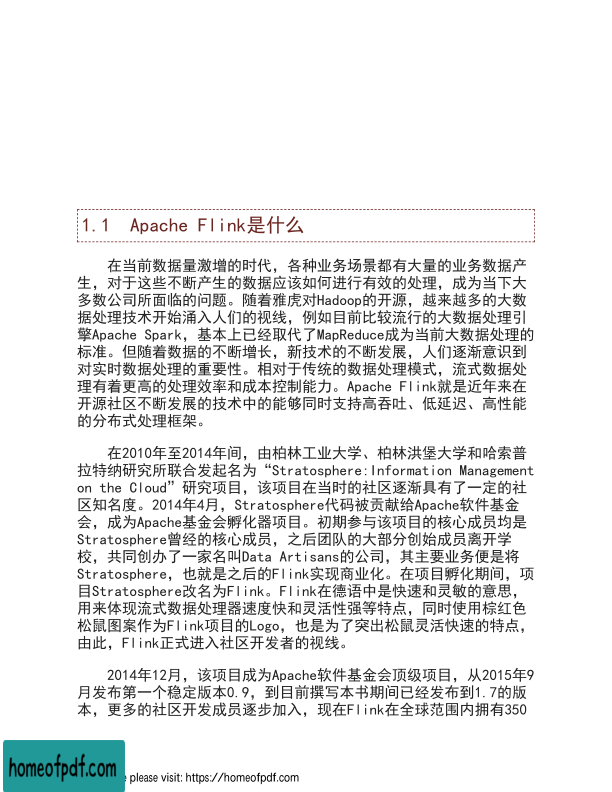 1.1 Apache Flink是什么
在当前数据量激增的时代，各种业务场景都有大量的业务数据产
生，对于这些不断产生的数据应该如何进行有效的处理，成为当下大
多数公司所面临的问题。随着雅虎对Hadoop的开源，越来越多的大数
据处理技术开始涌入人们的视线，例如目前比较流行的大数据处理引
擎Apache Spark，基本上已经取代了MapReduce成为当前大数据处理的
标准。但随着数据的不断增长，新技术的不断发展，人们逐渐意识到
对实时数据处理的重要性。相对于传统的数据处理模式，流式数据处
理有着更高的处理效率和成本控制能力。Apache Flink就是近年来在
开源社区不断发展的技术中的能够同时支持高吞吐、低延迟、高性能
的分布式处理框架。
在2010年至2014年间，由柏林工业大学、柏林洪堡大学和哈索普
拉特纳研究所联合发起名为“Stratosphere:Information Management
on the Cloud”研究项目，该项目在当时的社区逐渐具有了一定的社
区知名度。2014年4月，Stratosphere代码被贡献给Apache软件基金
会，成为Apache基金会孵化器项目。初期参与该项目的核心成员均是
Stratosphere曾经的核心成员，之后团队的大部分创始成员离开学
校，共同创办了一家名叫Data Artisans的公司，其主要业务便是将
Stratosphere，也就是之后的Flink实现商业化。在项目孵化期间，项
目Stratosphere改名为Flink。Flink在德语中是快速和灵敏的意思，
用来体现流式数据处理器速度快和灵活性强等特点，同时使用棕红色
松鼠图案作为Flink项目的Logo，也是为了突出松鼠灵活快速的特点，
由此，Flink正式进入社区开发者的视线。
2014年12月，该项目成为Apache软件基金会顶级项目，从2015年9
月发布第一个稳定版本0.9，到目前撰写本书期间已经发布到1.7的版
本，更多的社区开发成员逐步加入，现在Flink在全球范围内拥有350
homeofpdf.com
please visit: https://homeofpdf.com